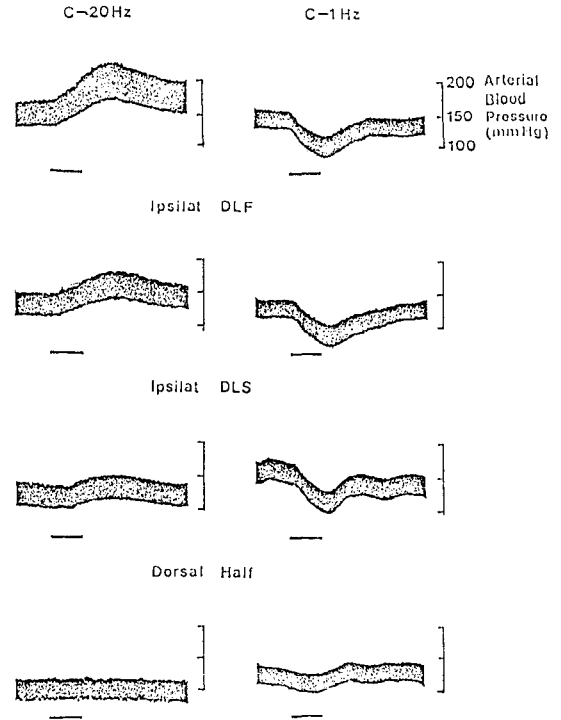 C-20Hz C-1Hz
200 Arterial
Blood
150 Pressure
(mmHg)
100
Ipsilat DLF
Ipsilat DLS
Dorsal Half